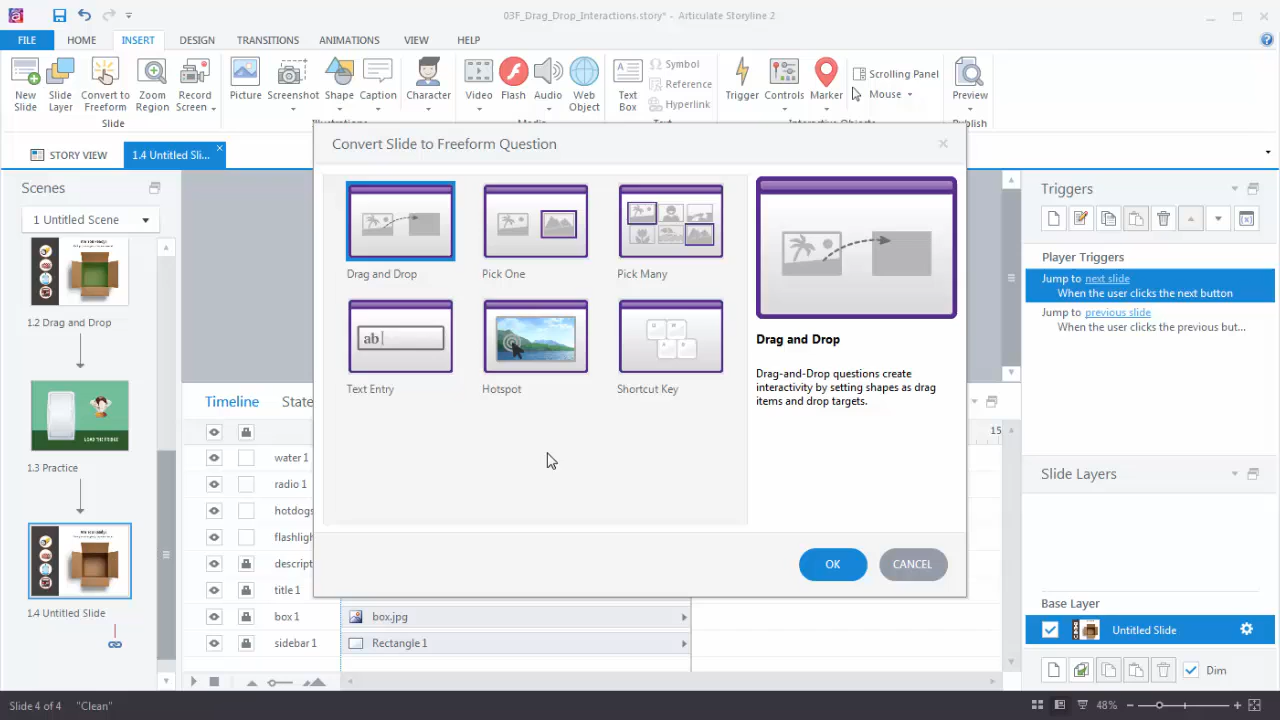 03F_Drag_Drop_Interactions.story* - Articulate Storyline 2
FILE
HOME
INSERT
DESIGN
TRANSITIONS
ANIMATIONS
VIEW
HELP
New Slide
Slide Layer
Convert to Freeform
Zoom Region
Record Screen
Picture
Screenshot
Shape
Caption
Character
Video
Flash
Audio
Web Object
Text Box
Symbol
Reference
Hyperlink
Trigger
Controls
Marker
Scrolling Panel
Mouse
Preview
Slide
Publish
STORY VIEW
1.4 Untitled Sli...
Convert Slide to Freeform Question
Scenes
1 Untitled Scene
1.2 Drag and Drop
1.3 Practice
1.4 Untitled Slide
Drag and Drop
Pick One
Pick Many
ab
Text Entry
Hotspot
Shortcut Key
Drag and Drop
Drag-and-Drop questions create
interactivity by setting shapes as drag
items and drop targets.
OK
CANCEL
Timeline
State
15
water 1
radio 1
hotdogs
flashligh
descript
title 1
box 1
box.jpg
sidebar 1
Rectangle 1
Triggers
Player Triggers
Jump to next slide
When the user clicks the next button
Jump to previous slide
When the user clicks the previous but...
Slide Layers
Base Layer
Untitled Slide
Dim
Slide 4 of 4
"Clean"
48%